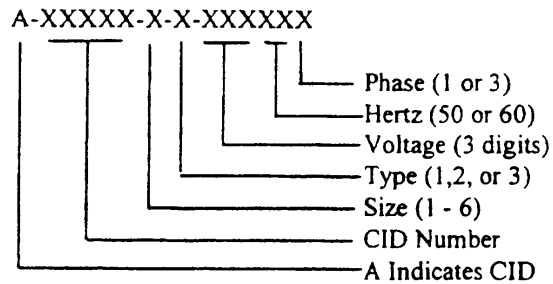 A-XXXXX-X-X-XXXXXX
Phase (1 or 3)
Hertz (50 or 60)
Voltage (3 digits)
Type (1,2, or 3)
Size (1 - 6)
CID Number
A Indicates CID